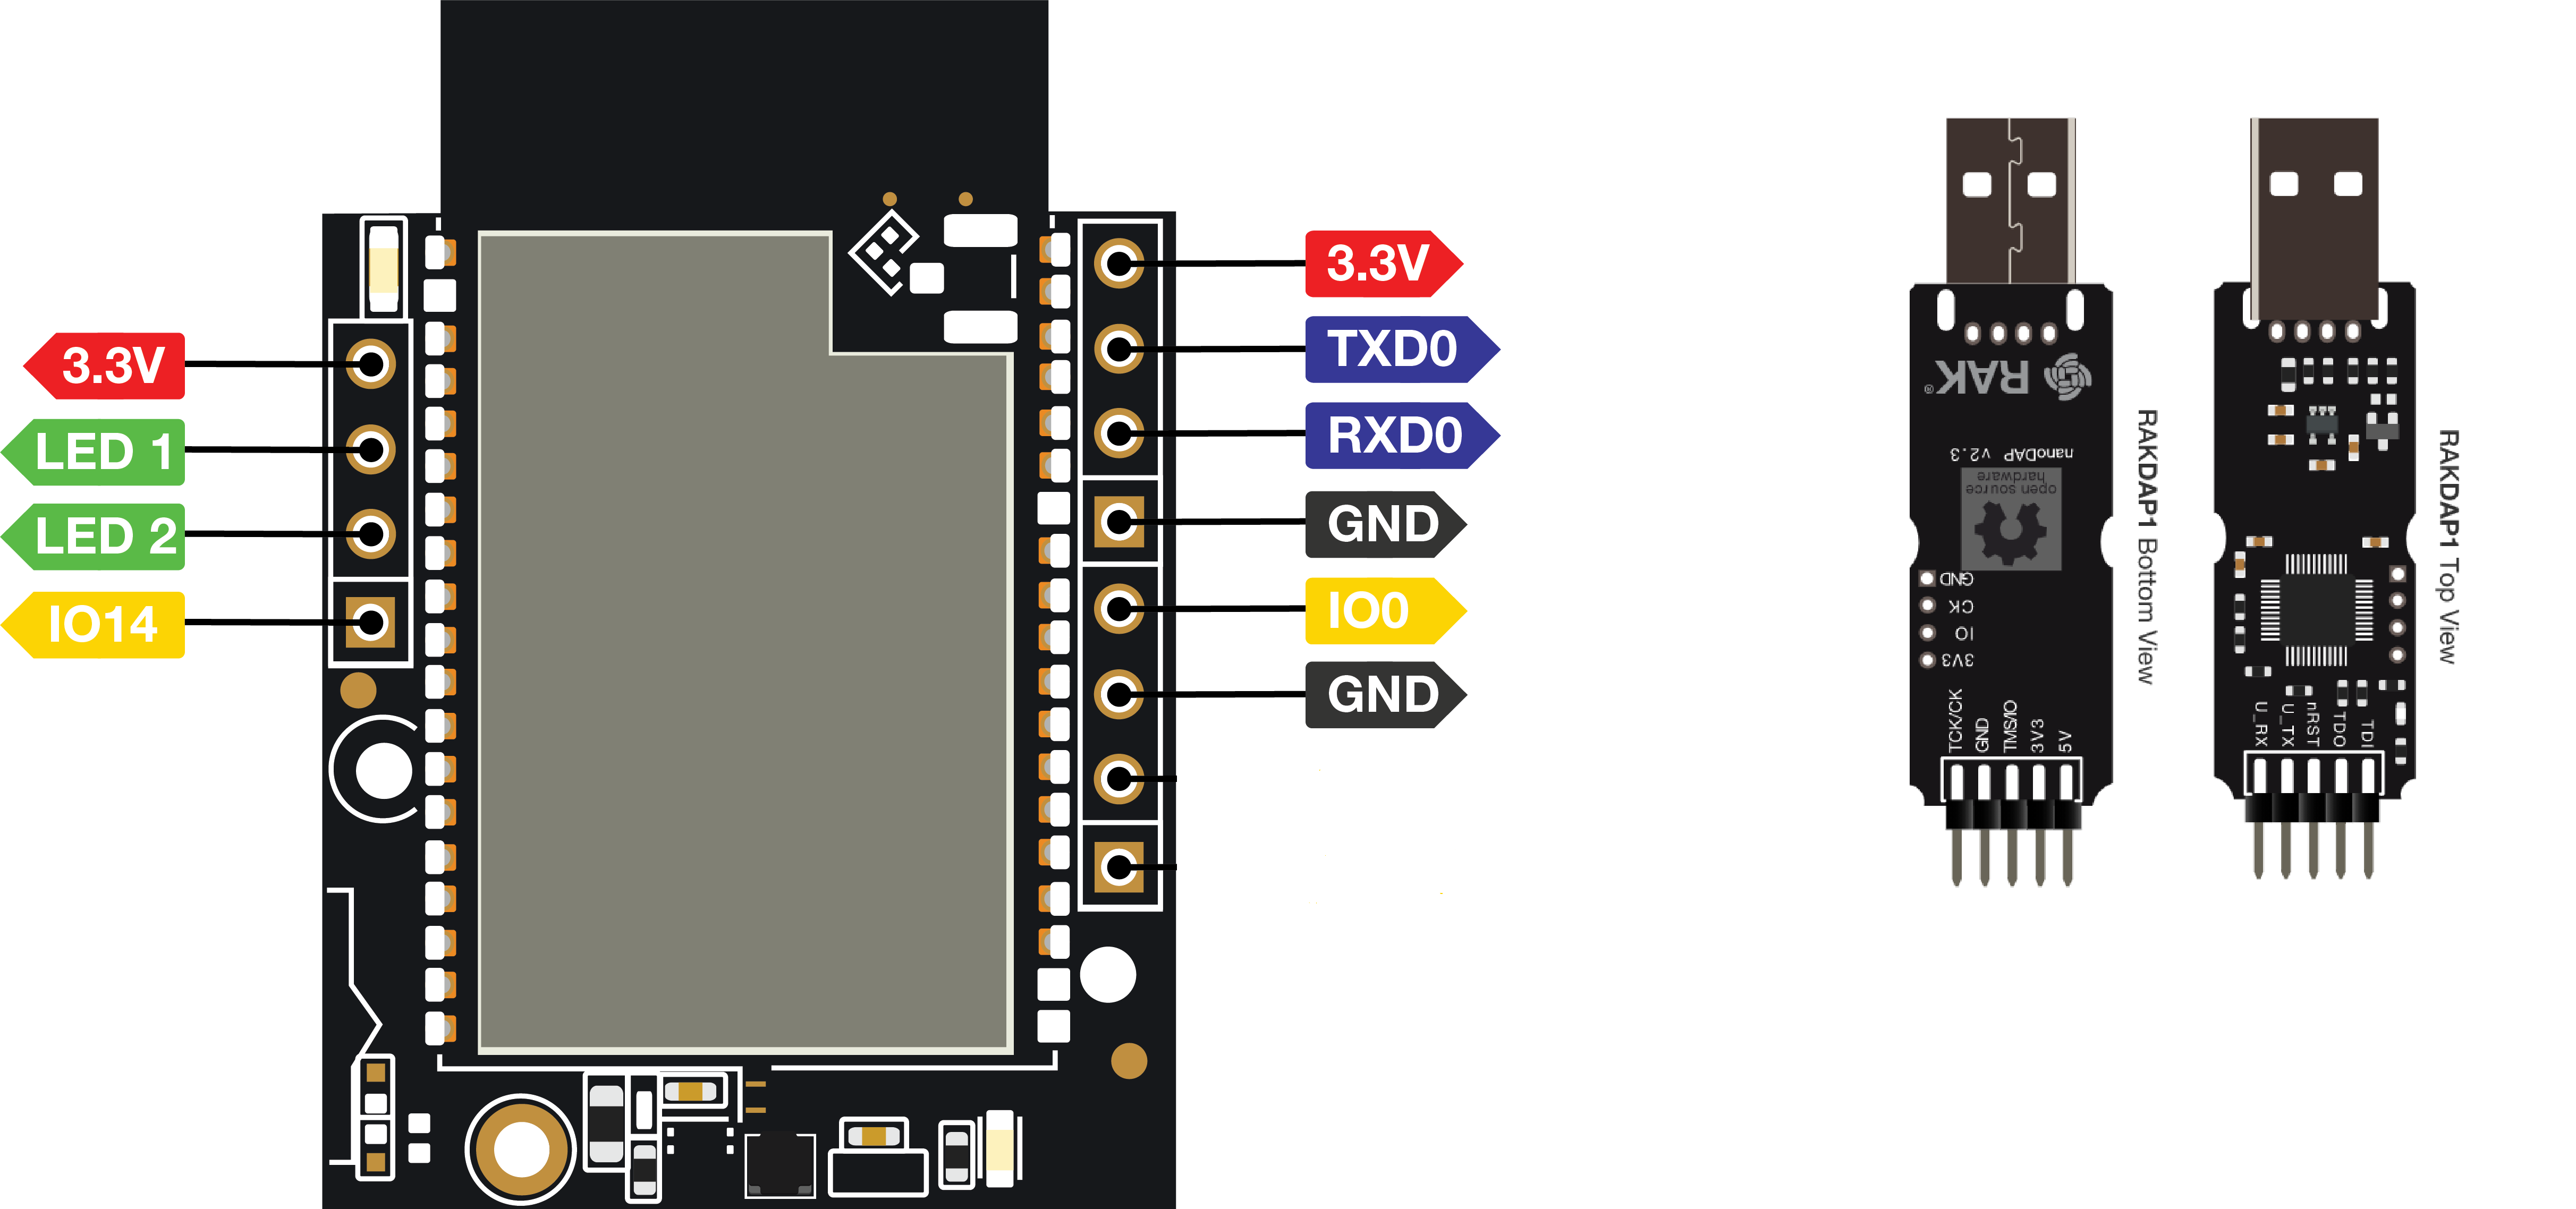 3.3V
LED 1
LED 2
IO14
3.3V
TXD0
RXD0
GND
IO0
GND
RAK®
nanoDAP v2.3
open source
hardware
GND
CK
IO
3V3
TCK/CK
GND
TMS/IO
3V3
5V
RAKDAP1 Bottom View
U_RX
U_TX
nRST
TDO
TDI
RAKDAP1 Top View